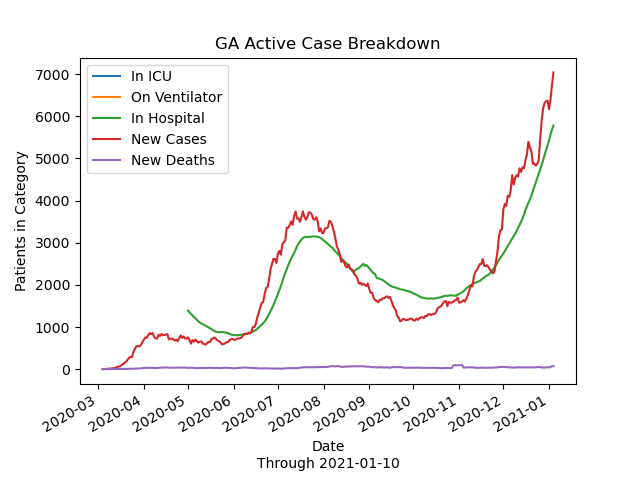 GA Active Case Breakdown
In ICU
On Ventilator
In Hospital
New Cases
New Deaths
Patients in Category
7000
6000
5000
4000
3000
2000
1000
0
2020-03
2020-04
2020-05
2020-06
2020-07
2020-08
2020-09
2020-10
2020-11
2020-12
2021-01
Date
Through 2021-01-10